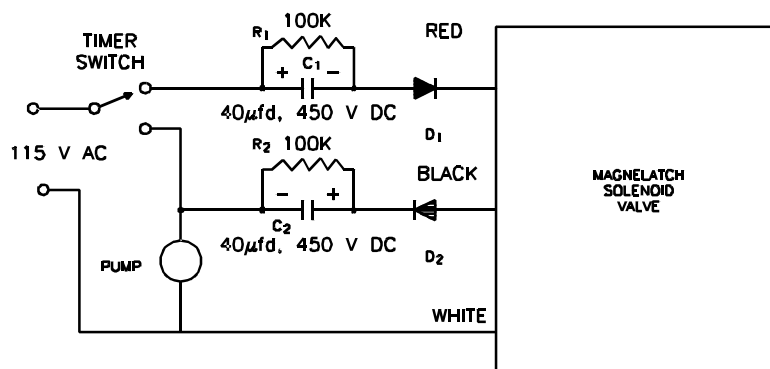 TIMER
SWITCH
115 V AC
R1
100K
+ C1 -
40µfd, 450 V DC
RED
D1
R2
100K
- +
C2
40µfd, 450 V DC
BLACK
D2
PUMP
WHITE
MAGNELATCH
SOLENOID
VALVE